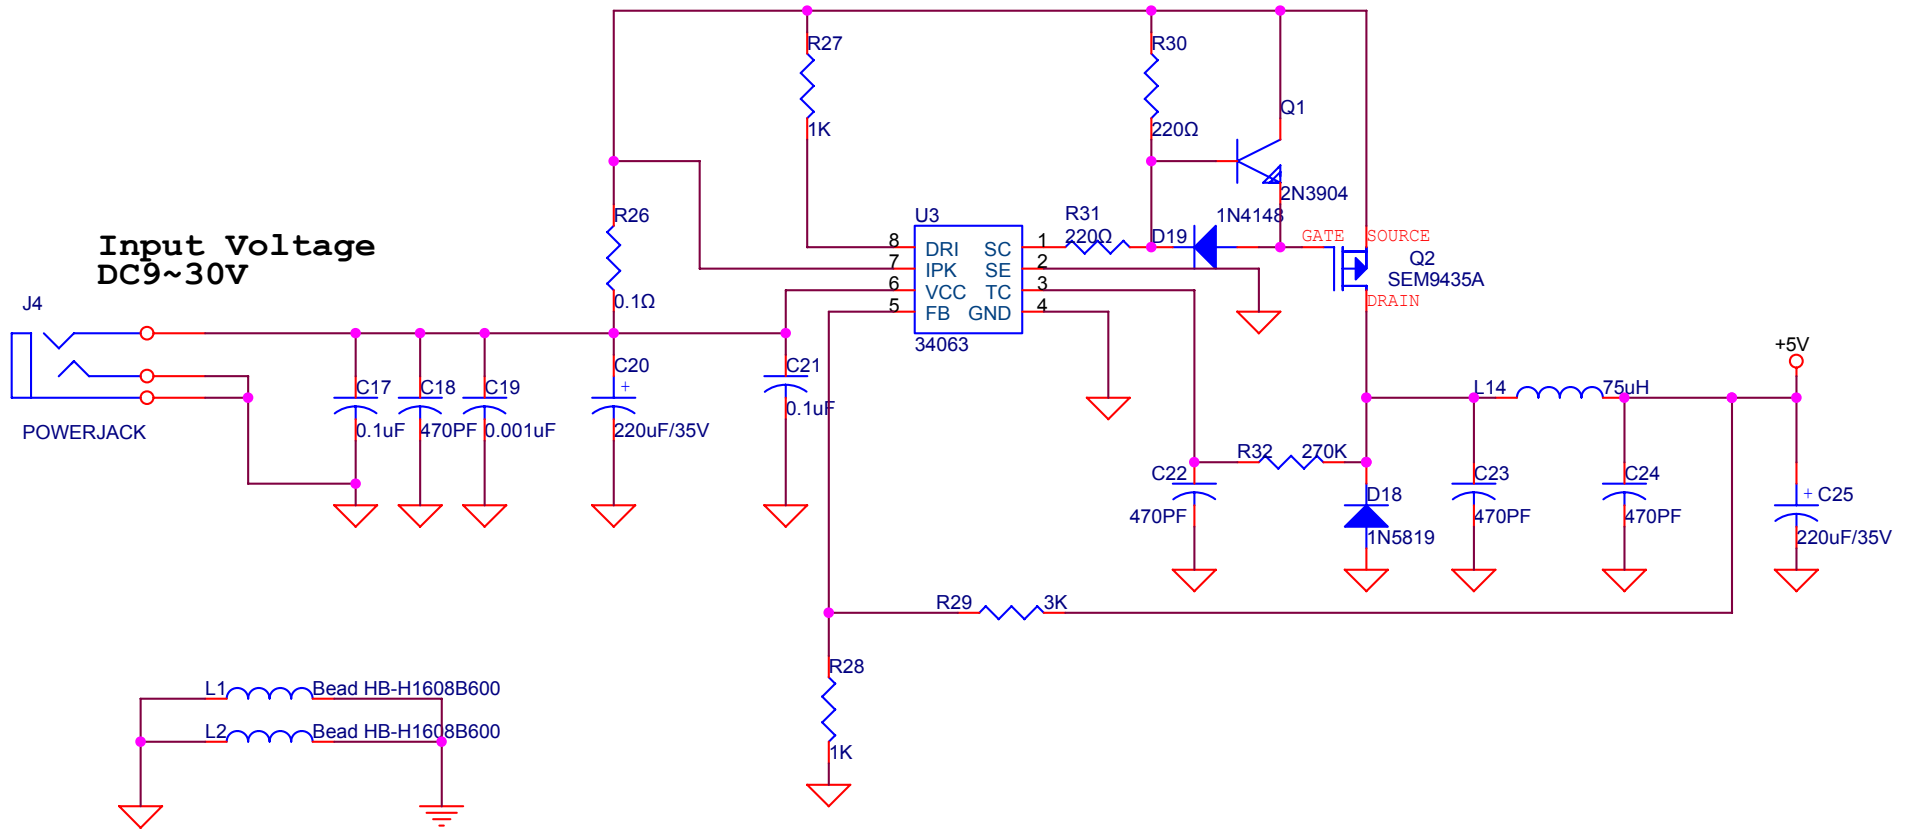 R27
1K
R30
220Ω
Q1
2N3904
Input Voltage
DC9~30V
J4
POWERJACK
R26
0.1Ω
U3
8 DRI SC 1
7 IPK SE 2
6 VCC TC 3
5 FB GND 4
34063
R31
220Ω
D19
1N4148
GATE SOURCE
Q2
SEM9435A
DRAIN
+5V
C17
0.1uF
C18
470PF
C19
0.001uF
C20
+
220uF/35V
C21
0.1uF
L14 75uH
R32 270K
C22
470PF
D18
1N5819
C23
470PF
C24
470PF
+ C25
220uF/35V
R29 3K
R28
1K
L1 Bead HB-H1608B600
L2 Bead HB-H1608B600